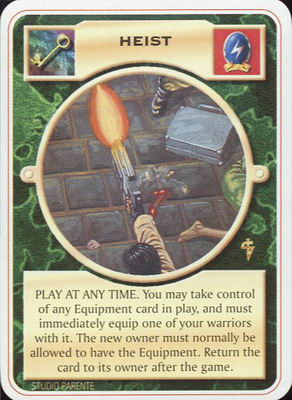 HEIST
PLAY AT ANY TIME. You may take control
of any Equipment card in play, and must
immediately equip one of your warriors
with it. The new owner must normally be
allowed to have the Equipment. Return the
card to its owner after the game.
STUDIO PARENTE